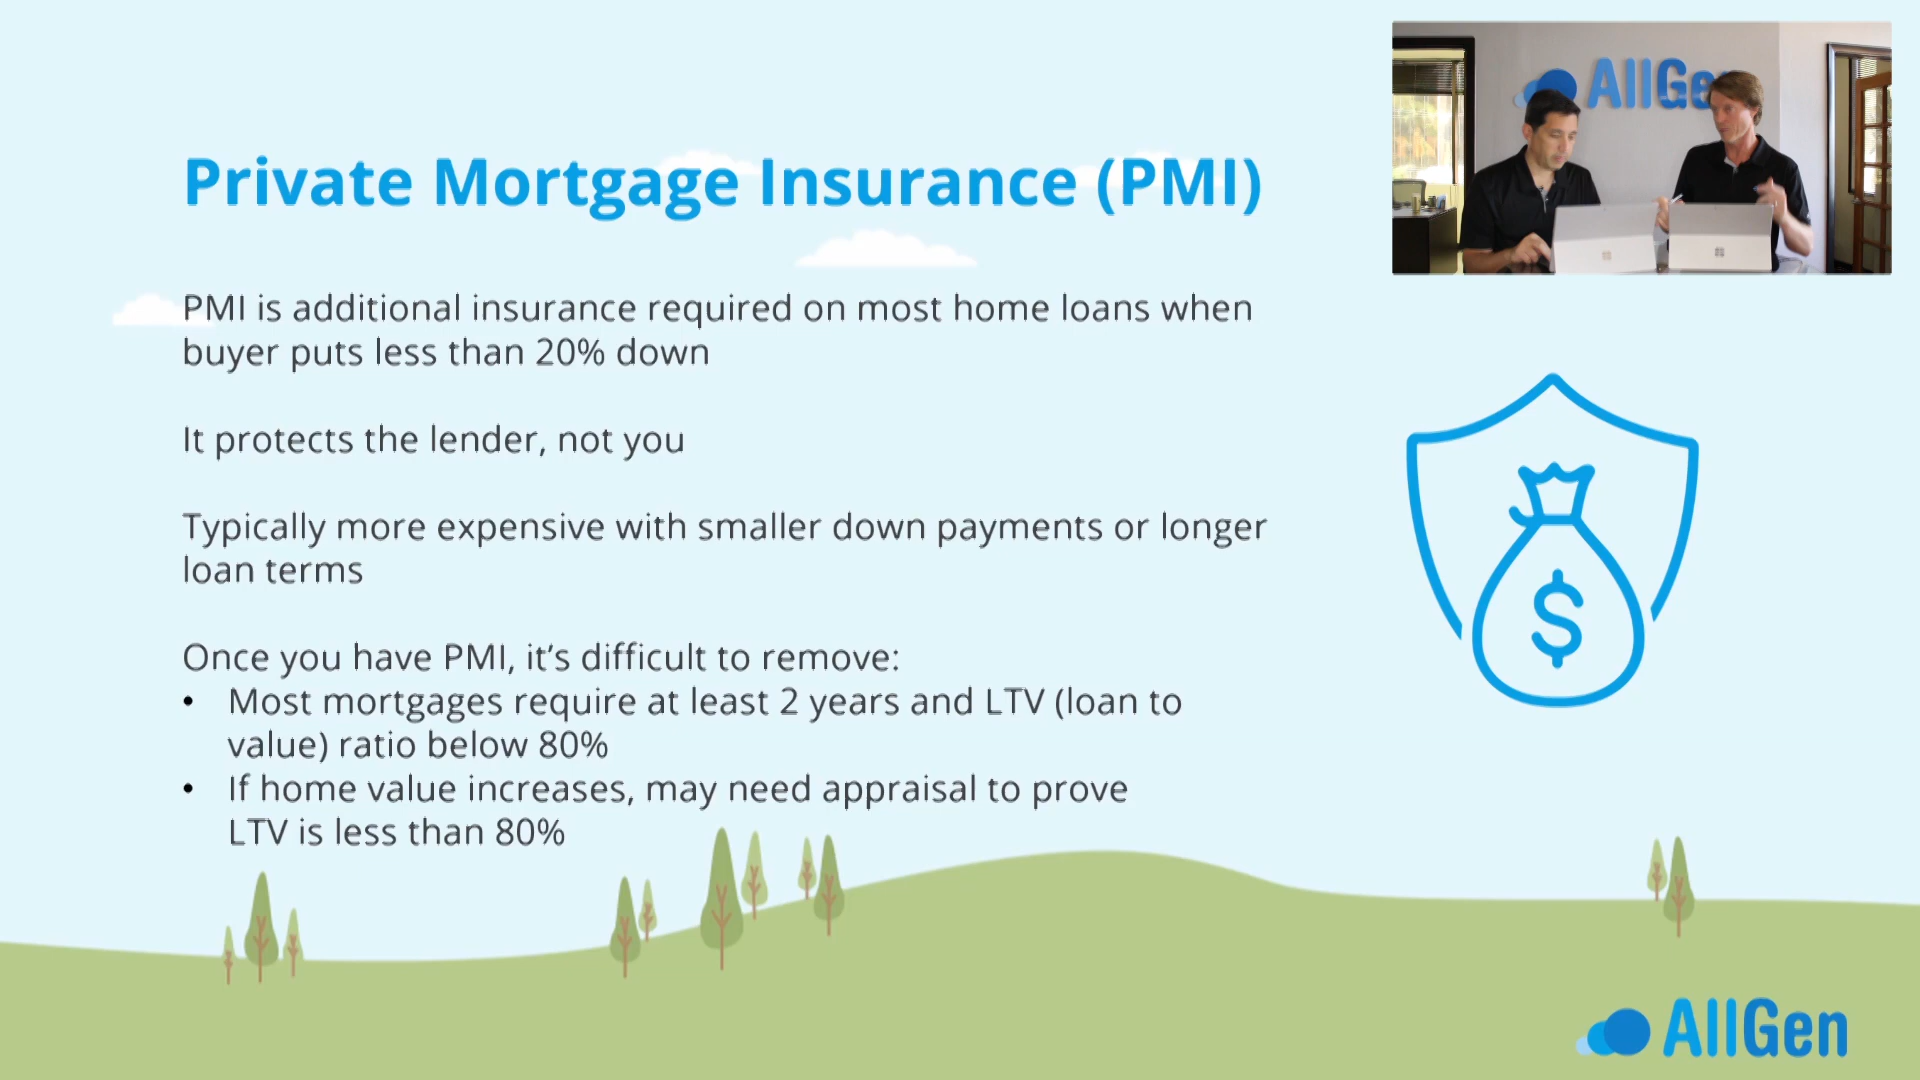 AllGe
Private Mortgage Insurance (PMI)
PMI is additional insurance required on most home loans when
buyer puts less than 20% down
It protects the lender, not you
Typically more expensive with smaller down payments or longer
loan terms
Once you have PMI, it’s difficult to remove:
• Most mortgages require at least 2 years and LTV (loan to
value) ratio below 80%
• If home value increases, may need appraisal to prove
LTV is less than 80%
$
AllGen